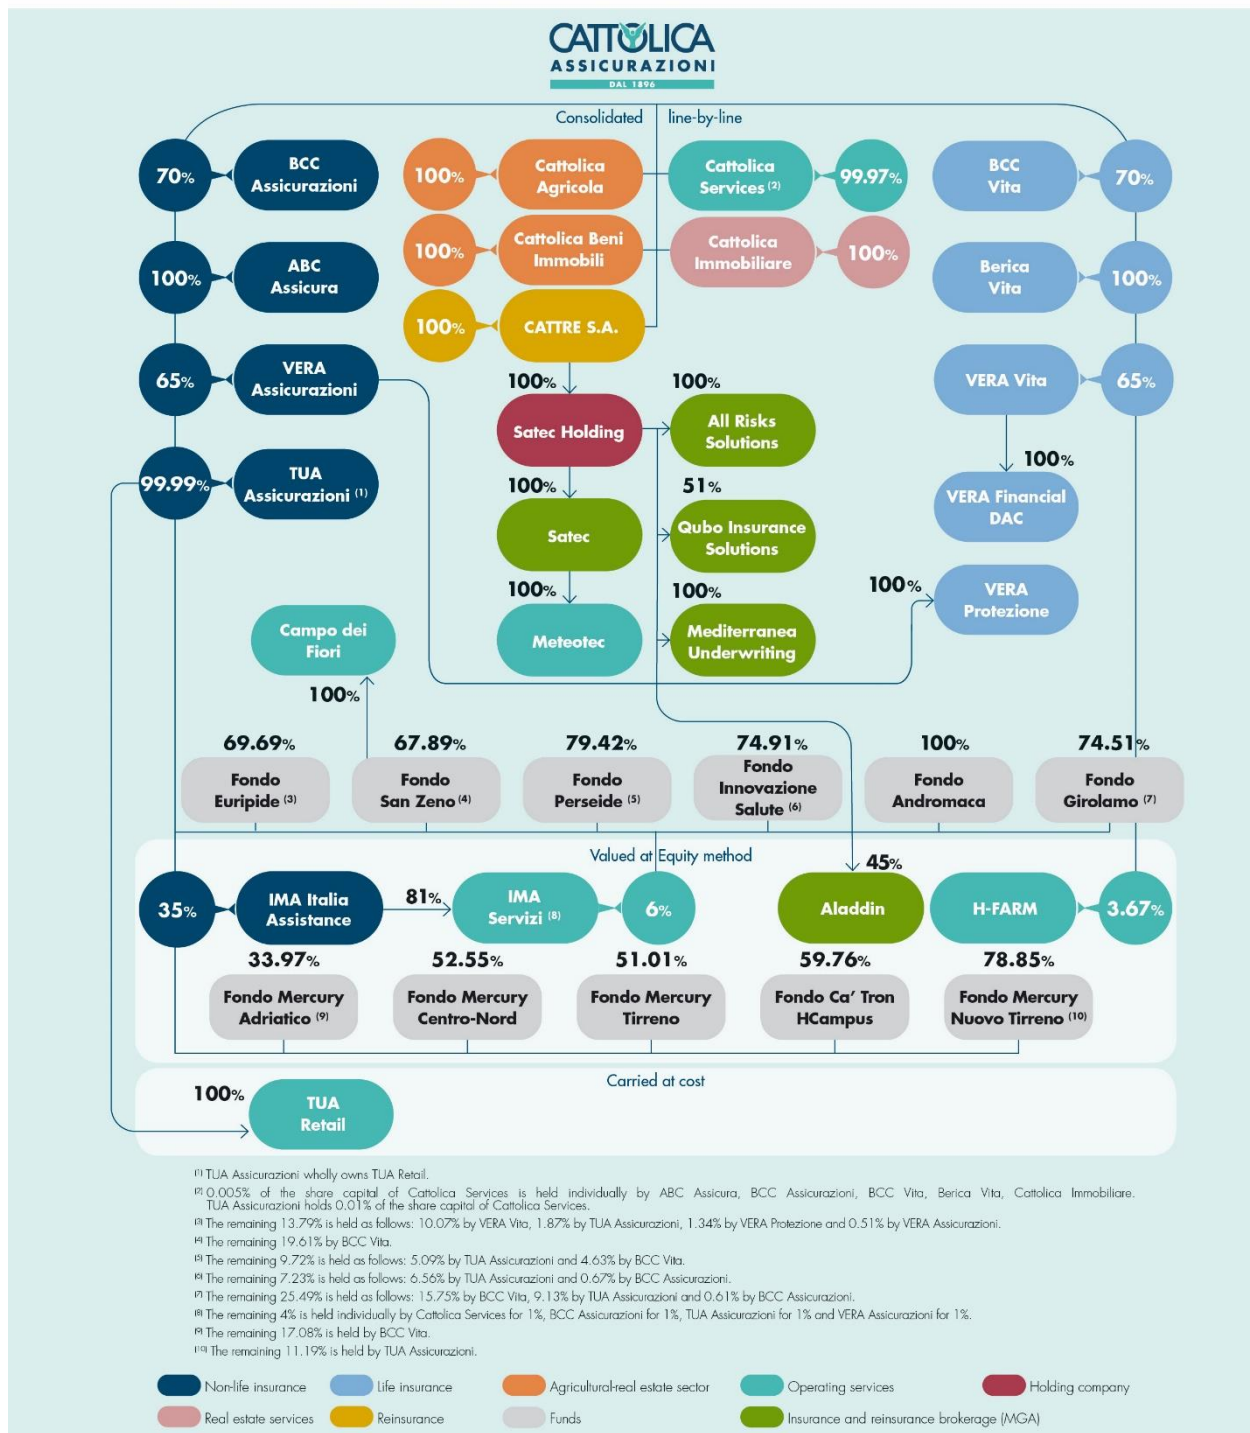 CATTOLICA
ASSICURAZIONI
DAL 1896
Consolidated line-by-line
70%
BCC
Assicurazioni
100%
Cattolica
Agricola
Cattolica
Services (2)
99.97%
BCC
Vita
70%
100%
ABC
Assicura
100%
Cattolica Beni
Immobili
Cattolica
Immobiliare
100%
Berica
Vita
100%
100%
CATTRE S.A.
65%
VERA
Assicurazioni
VERA Vita
65%
100%
100%
Satec Holding
All Risks
Solutions
99.99%
TUA
Assicurazioni (1)
100%
51%
100%
VERA Financial
DAC
Satec
Qubo Insurance
Solutions
100%
100%
100%
VERA
Protezione
Campo dei
Fiori
Meteotec
Mediterranea
Underwriting
100%
69.69%
67.89%
79.42%
74.91%
100%
74.51%
Fondo
Euripide (3)
Fondo
San Zeno (4)
Fondo
Perseide (5)
Fondo
Innovazione
Salute (6)
Fondo
Andromaca
Fondo
Girolamo (7)
Valued at Equity method
35%
IMA Italia
Assistance
81%
IMA
Servizi (8)
6%
45%
Aladdin
H-FARM
3.67%
33.97%
52.55%
51.01%
59.76%
78.85%
Fondo Mercury
Adriatico (9)
Fondo Mercury
Centro-Nord
Fondo Mercury
Tirreno
Fondo Ca' Tron
HCampus
Fondo Mercury
Nuovo Tirreno (10)
Carried at cost
100%
TUA
Retail
(1) TUA Assicurazioni wholly owns TUA Retail.
(2) 0.005% of the share capital of Cattolica Services is held individually by ABC Assicura, BCC Assicurazioni, BCC Vita, Berica Vita, Cattolica Immobiliare.
TUA Assicurazioni holds 0.01% of the share capital of Cattolica Services.
(3) The remaining 13.79% is held as follows: 10.07% by VERA Vita, 1.87% by TUA Assicurazioni, 1.34% by VERA Protezione and 0.51% by VERA Assicurazioni.
(4) The remaining 19.61% by BCC Vita.
(5) The remaining 9.72% is held as follows: 5.09% by TUA Assicurazioni and 4.63% by BCC Vita.
(6) The remaining 7.23% is held as follows: 6.56% by TUA Assicurazioni and 0.67% by BCC Assicurazioni.
(7) The remaining 25.49% is held as follows: 15.75% by BCC Vita, 9.13% by TUA Assicurazioni and 0.61% by BCC Assicurazioni.
(8) The remaining 4% is held individually by Cattolica Services for 1%, BCC Assicurazioni for 1%, TUA Assicurazioni for 1% and VERA Assicurazioni for 1%.
(9) The remaining 17.08% is held by BCC Vita.
(10) The remaining 11.19% is held by TUA Assicurazioni.
Non-life insurance
Life insurance
Agricultural-real estate sector
Operating services
Holding company
Real estate services
Reinsurance
Funds
Insurance and reinsurance brokerage (MGA)